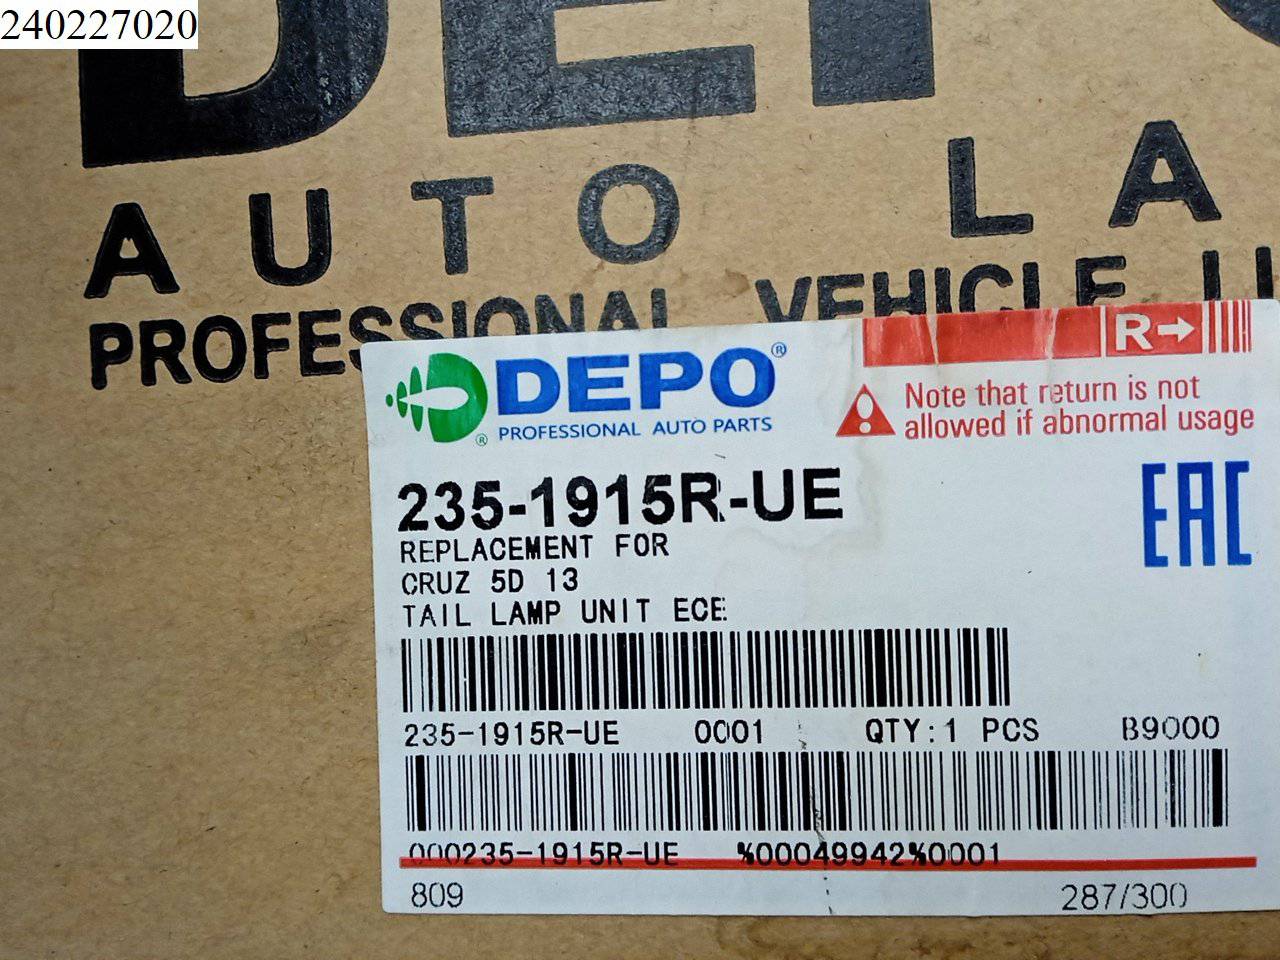 240227020
DEPO
AUTO LA
PROFESSIONAL VEHICLE LI
DEPO®
® PROFESSIONAL AUTO PARTS
R→
Note that return is not
allowed if abnormal usage
235-1915R-UE
EAC
REPLACEMENT FOR
CRUZ 5D 13
TAIL LAMP UNIT ECE
235-1915R-UE 0001 QTY:1 PCS B9000
000235-1915R-UE %00049942%0001
809 287/300